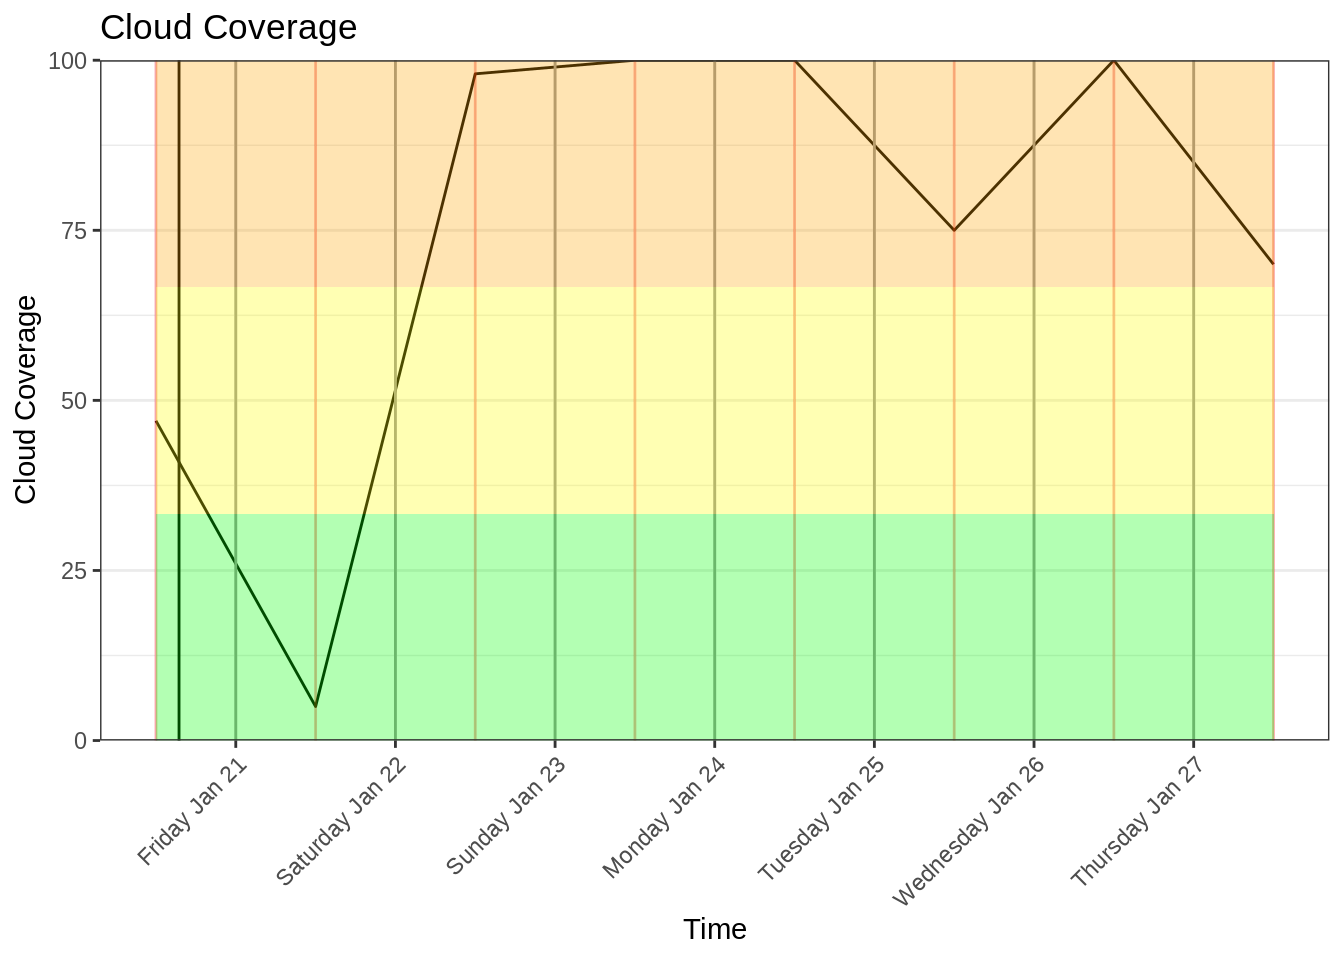 Cloud Coverage
100
75
50
25
0
Cloud Coverage
Friday Jan 21
Saturday Jan 22
Sunday Jan 23
Monday Jan 24
Tuesday Jan 25
Wednesday Jan 26
Thursday Jan 27
Time